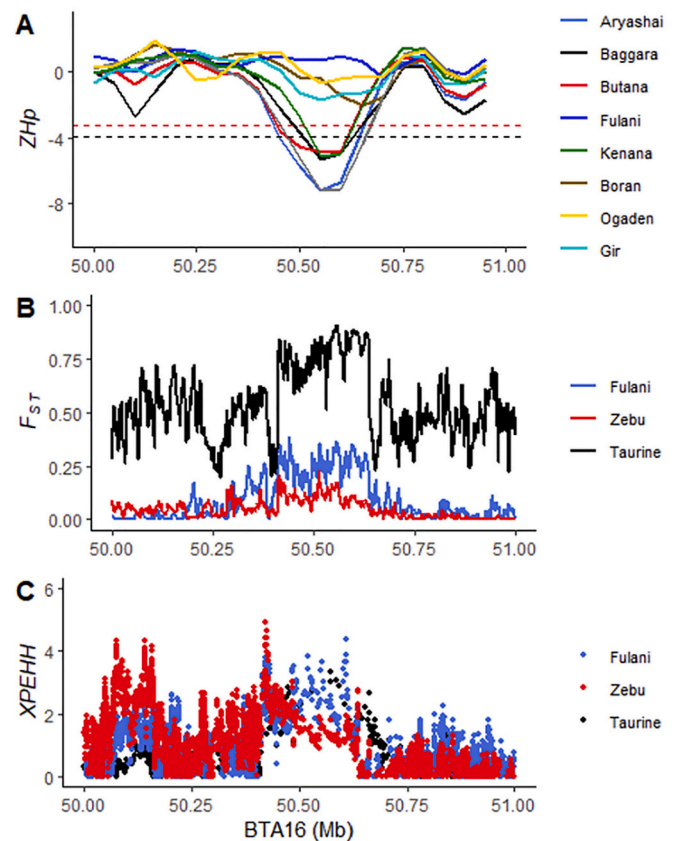 A
ZHp
0
-4
-8
50.00 50.25 50.50 50.75 51.00
Aryashai
Baggara
Butana
Fulani
Kenana
Boran
Ogaden
Gir
B
F ST
1.00
0.75
0.50
0.25
0.00
50.00 50.25 50.50 50.75 51.00
Fulani
Zebu
Taurine
C
XPEHH
6
4
2
0
50.00 50.25 50.50 50.75 51.00
BTA16 (Mb)
Fulani
Zebu
Taurine